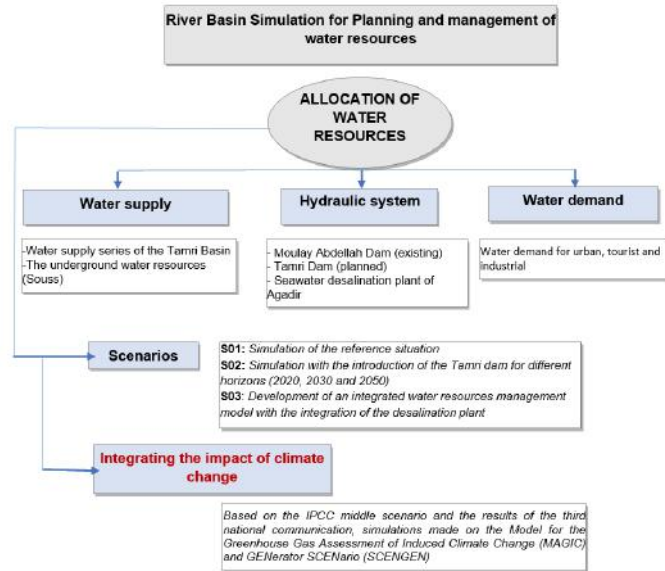 River Basin Simulation for Planning and management of
water resources
ALLOCATION OF
WATER
RESOURCES
Water supply
Hydraulic system
Water demand
-Water supply series of the Tamri Basin
-The underground water resources
(Souss)
- Moulay Abdellah Dam (existing)
- Tamri Dam (planned)
- Seawater desalination plant of
Agadir
Water demand for urban, tourist and
industrial
Scenarios
S01: Simulation of the reference situation
S02: Simulation with the introduction of the Tamri dam for different
horizons (2020, 2030 and 2050)
S03: Development of an integrated water resources management
model with the integration of the desalination plant
Integrating the impact of climate
change
Based on the IPCC middle scenario and the results of the third
national communication, simulations made on the Model for the
Greenhouse Gas Assessment of Induced Climate Change (MAGIC)
and GENerator SCENario (SCENGEN)